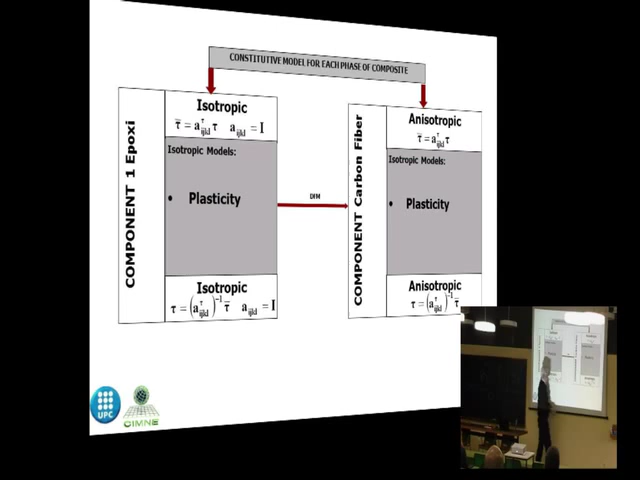 CONSTITUTIVE MODEL FOR EACH PHASE OF COMPOSITE
COMPONENT 1 Epoxi
Isotropic
τ̄ = a^τ_ijkl τ a_ijkl = I
Isotropic Models:
• Plasticity
Isotropic
τ = (a^τ_ijkl)^-1 τ̄ a_ijkl = I
DfM
COMPONENT Carbon Fiber
Anisotropic
τ̄ = a^τ_ijkl τ
Isotropic Models:
• Plasticity
Anisotropic
τ = (a^τ_ijkl)^-1 τ̄
UPC
CIMNE